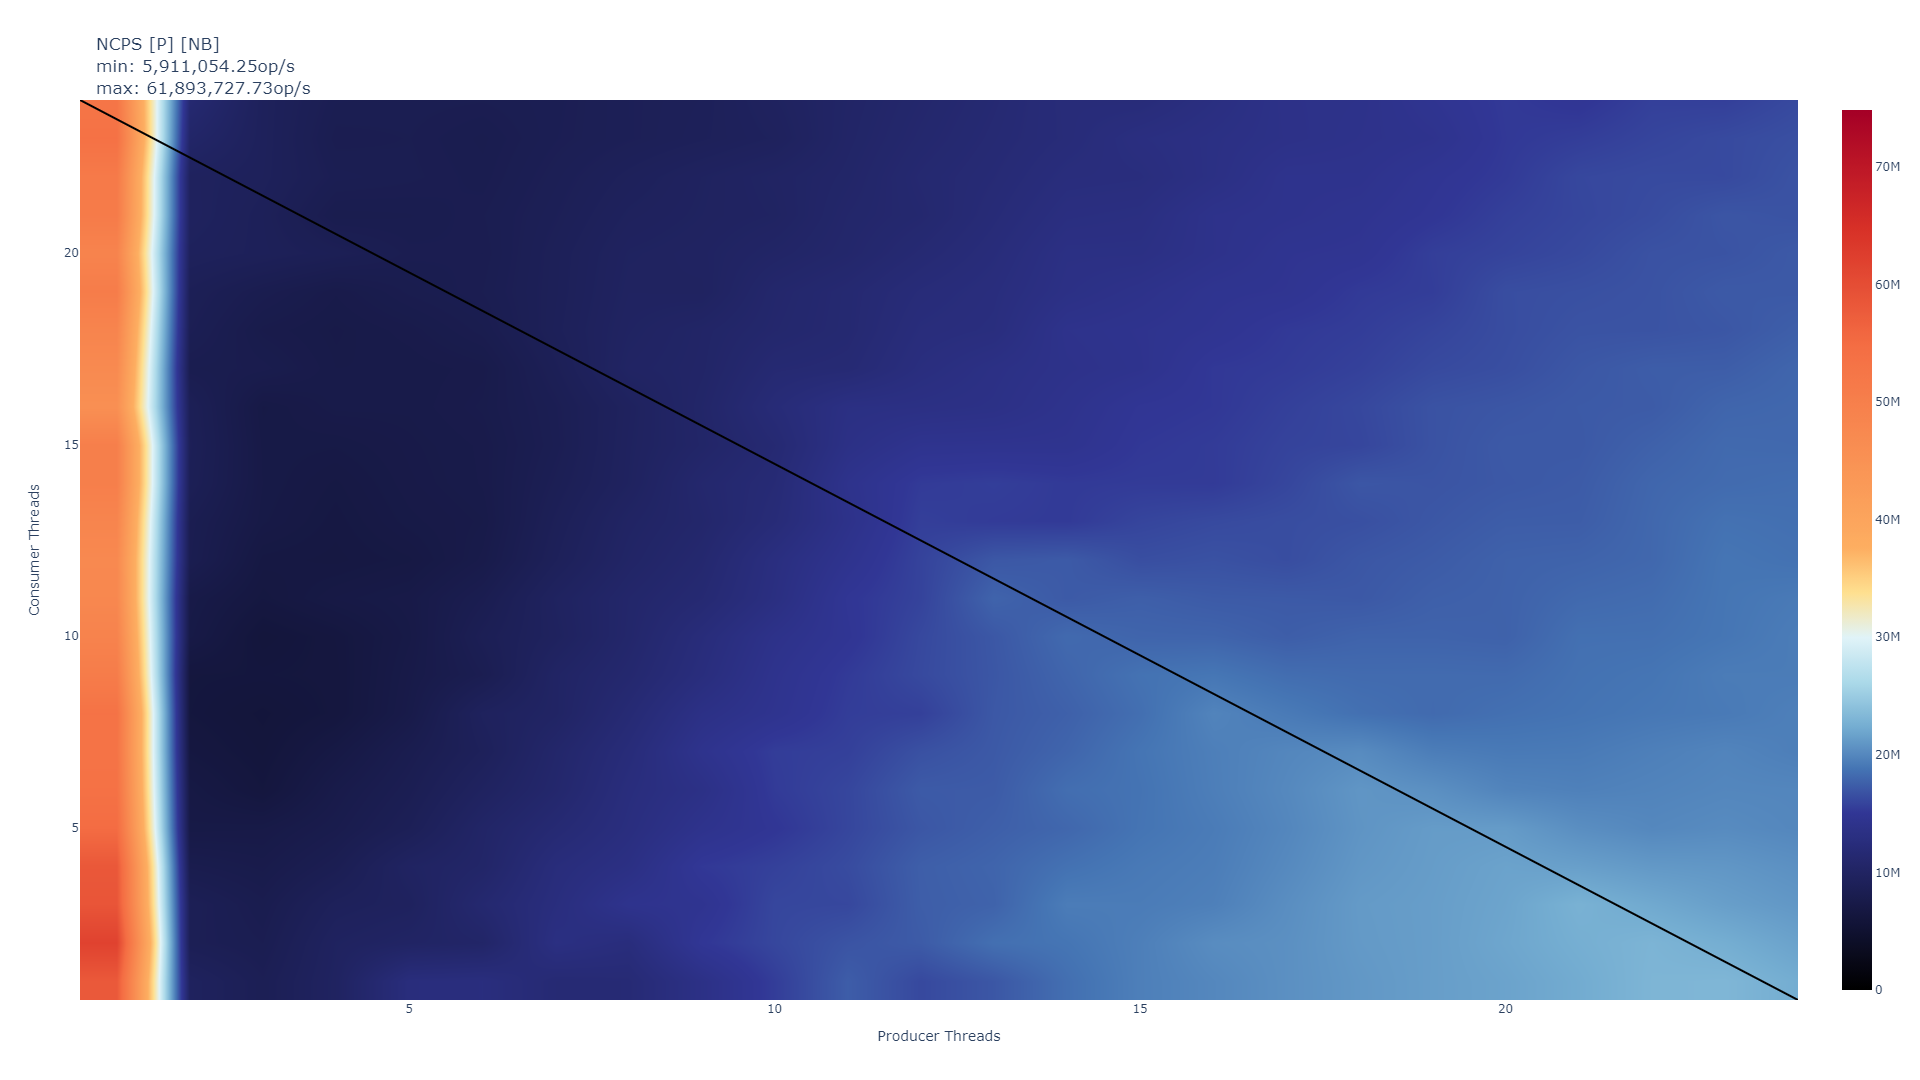 NCPS [P] [NB]
min: 5,911,054.25op/s
max: 61,893,727.73op/s
20
15
10
5
Consumer Threads
5
10
15
20
Producer Threads
70M
60M
50M
40M
30M
20M
10M
0